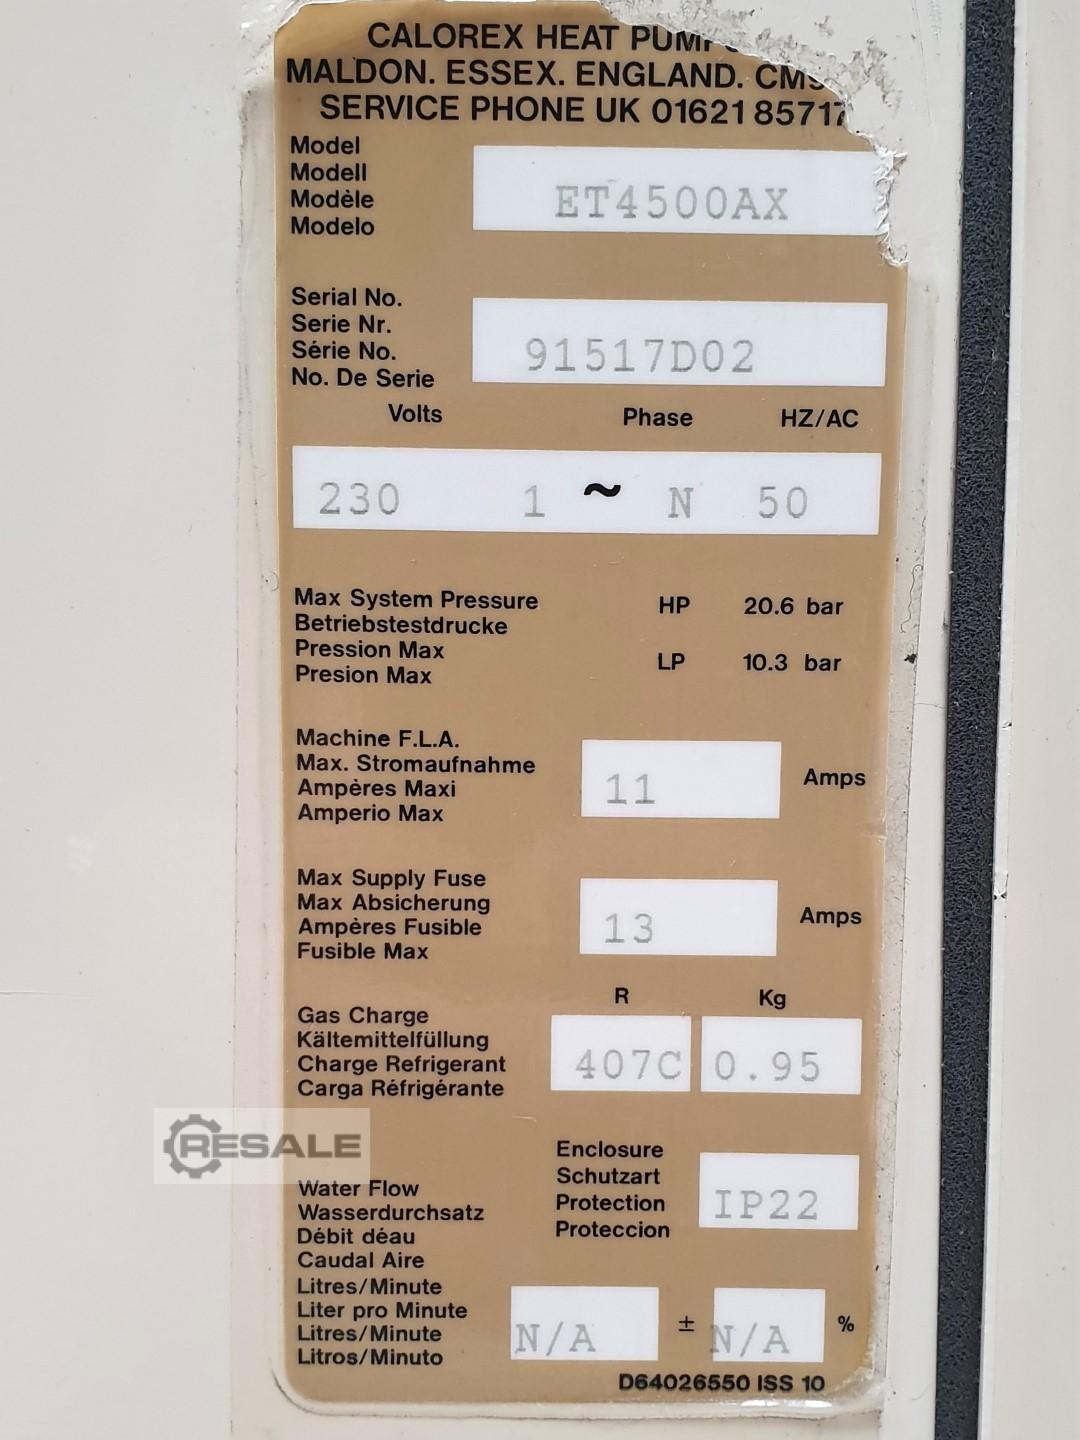 CALOREX HEAT
MALDON. ESSEX. ENGLAND.
SERVICE PHONE UK 01621
Model
Modell
Modèle
Modelo
ET4500AX
Serial No.
Serie Nr.
Série No.
No. De Serie
91517D02
Volts Phase HZ/AC
230 1 ~ N 50
Max System Pressure
Betriebstestdrucke
Pression Max
Presion Max
HP 20.6 bar
LP 10.3 bar
Machine F.L.A.
Max. Stromaufnahme
Ampères Maxi
Amperio Max
11 Amps
Max Supply Fuse
Max Absicherung
Ampères Fusible
Fusible Max
13 Amps
R Kg
Gas Charge
Kältemittelfüllung
Charge Refrigerant
Carga Réfrigérante
407C 0.95
RESALE
Enclosure
Schutzart
Protection
Proteccion
IP22
Water Flow
Wasserdurchsatz
Débit déau
Caudal Aire
Litres/Minute
Liter pro Minute
Litres/Minute
Litros/Minuto
N/A ± N/A %
D64026550 ISS 10